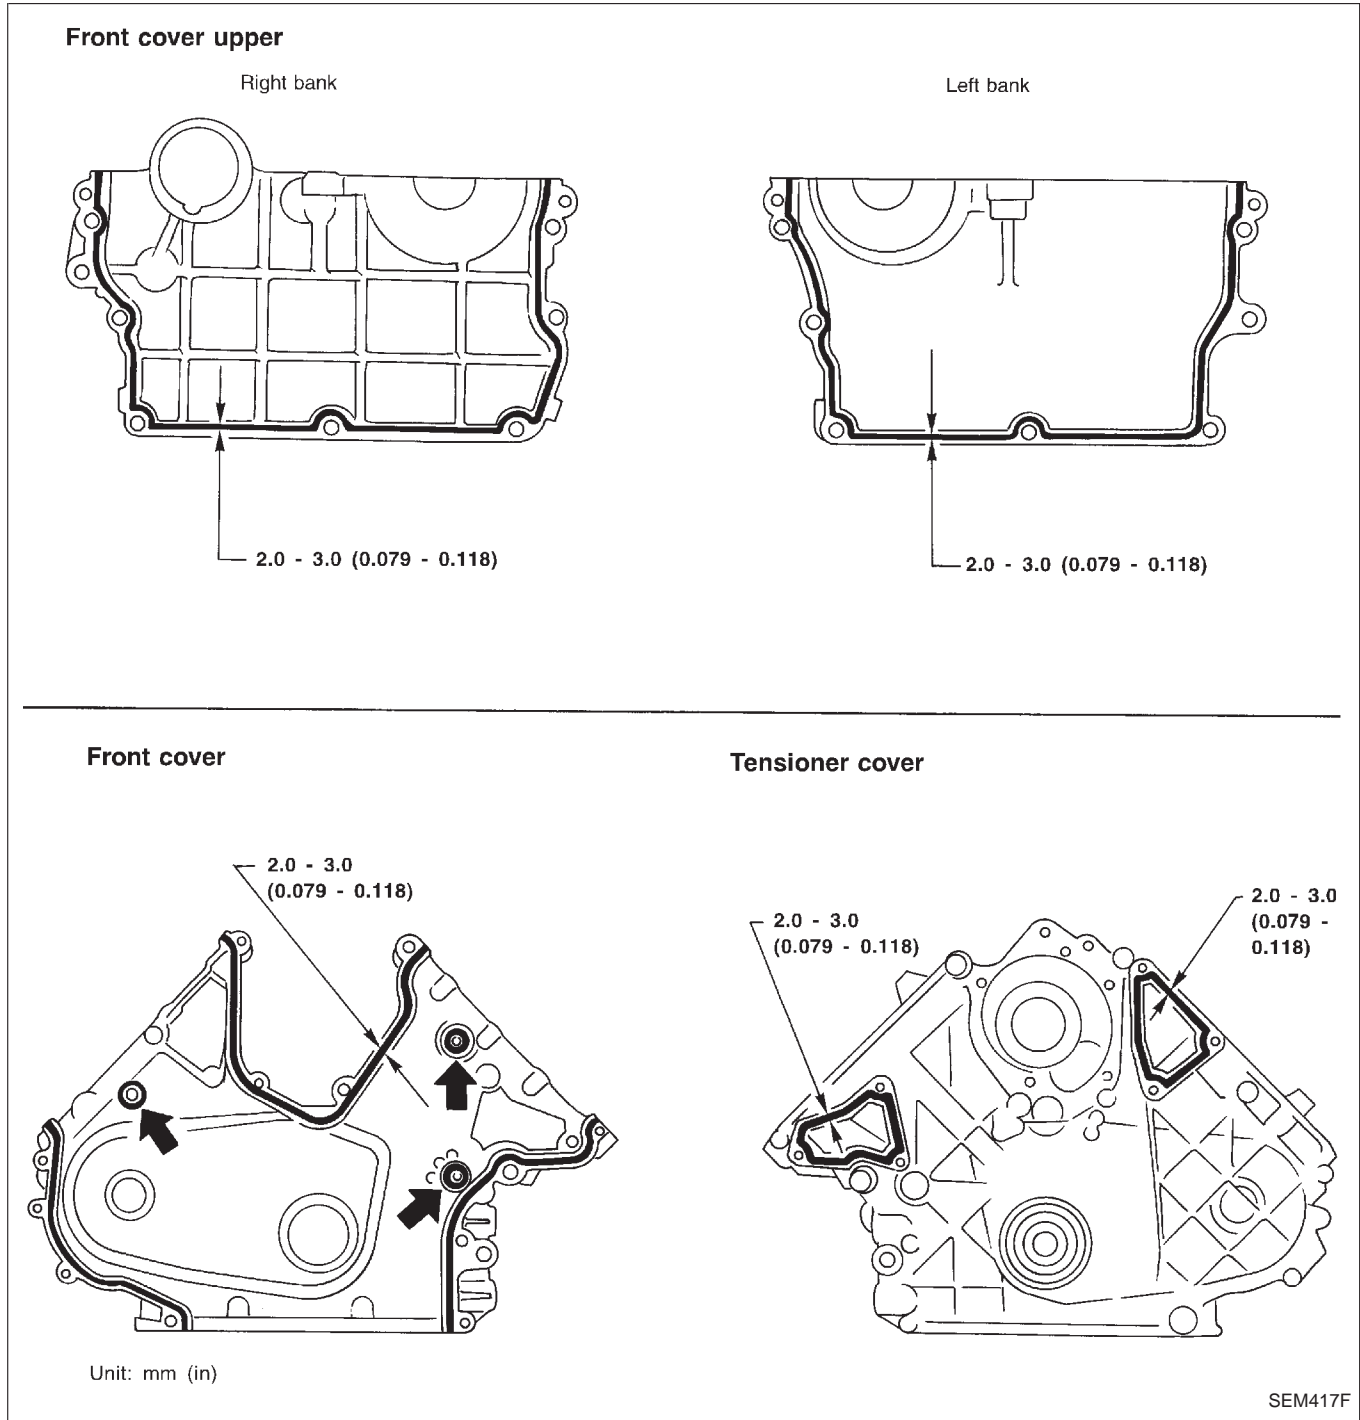 Front cover upper
Right bank
Left bank
2.0 - 3.0 (0.079 - 0.118)
2.0 - 3.0 (0.079 - 0.118)
Front cover
Tensioner cover
2.0 - 3.0
(0.079 - 0.118)
2.0 - 3.0
(0.079 - 0.118)
2.0 - 3.0
(0.079 -
0.118)
Unit: mm (in)
SEM417F